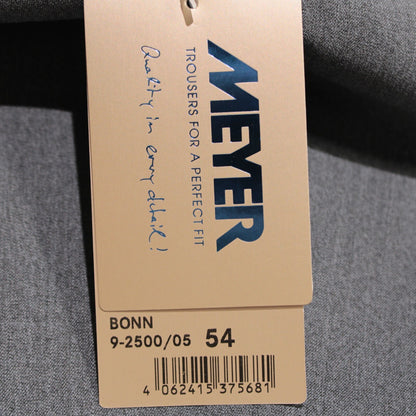 MEYER
TROUSERS FOR A PERFECT FIT
Quality in every detail!
BONN
9-2500/05 54
4 062415 375681